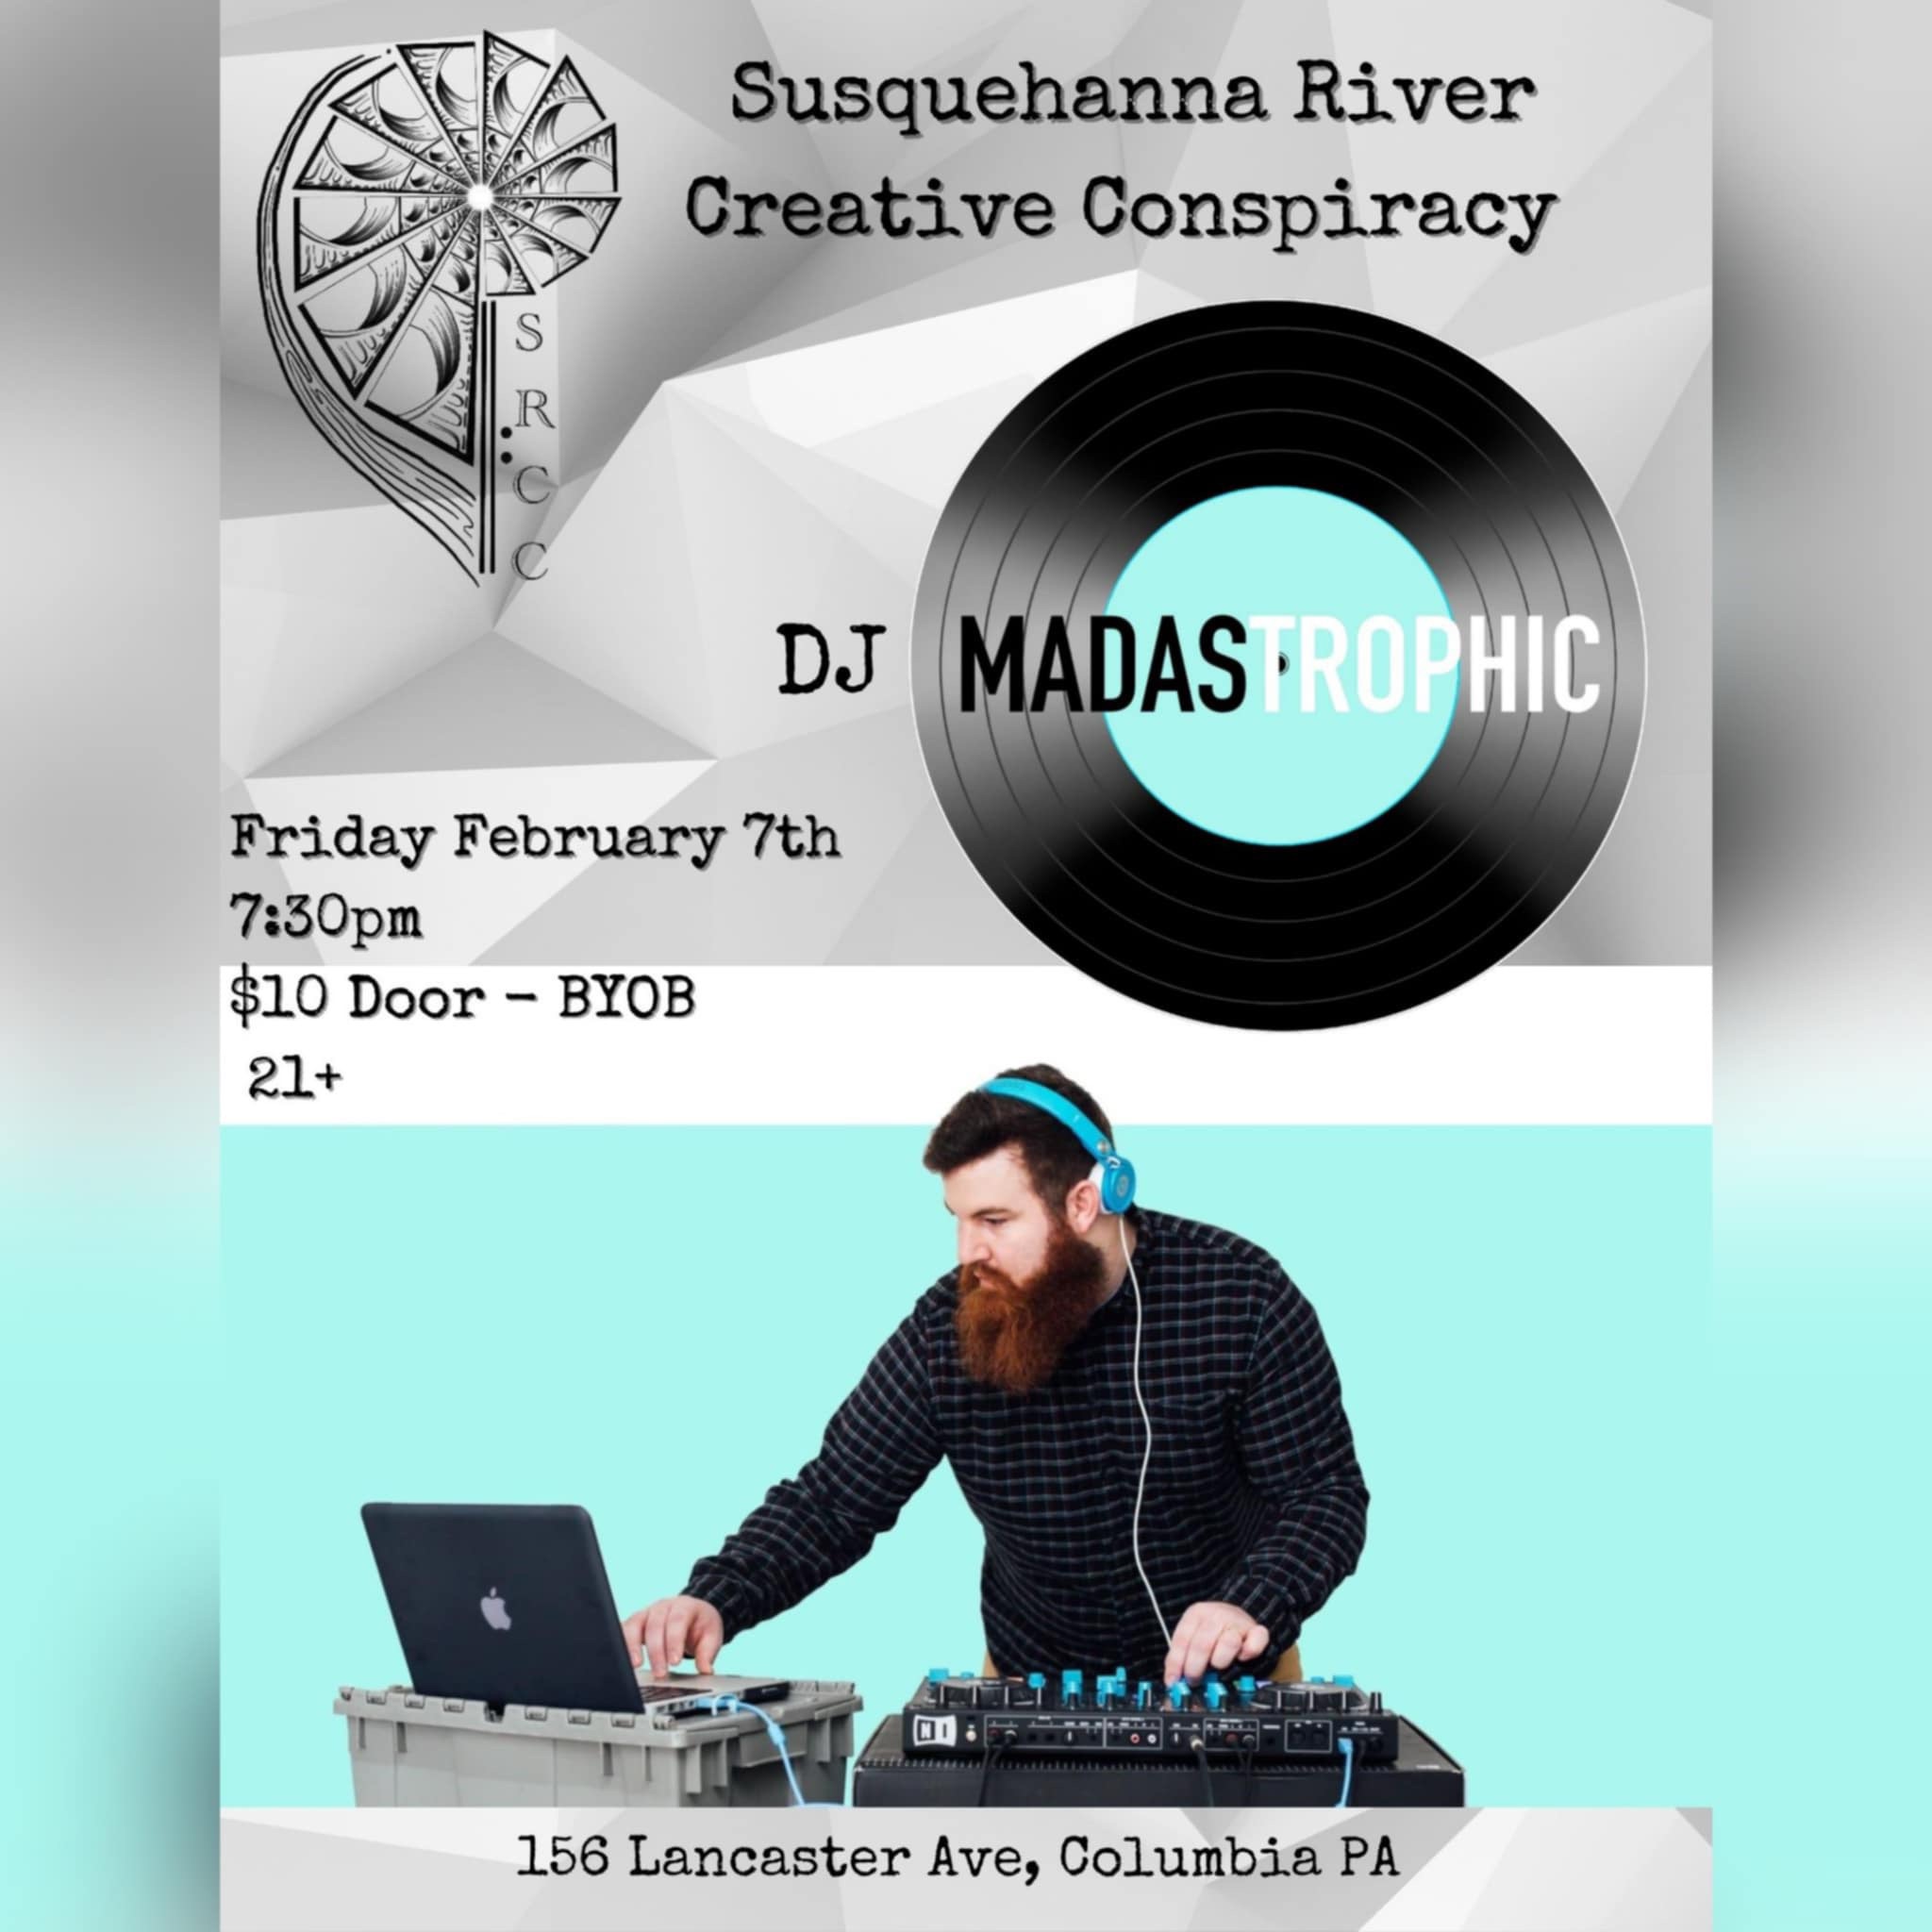 Susquehanna River
Creative Conspiracy
S
R
C
C
DJ MADASTROPHIC
Friday February 7th
7:30pm
$10 Door - BYOB
21+
NI
156 Lancaster Ave, Columbia PA